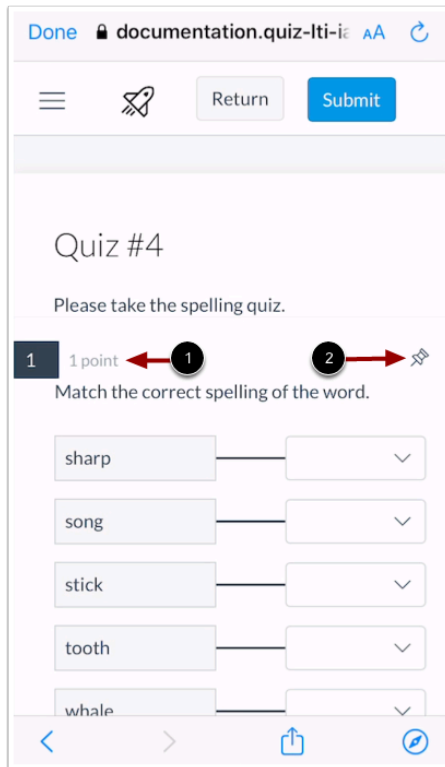 Done documentation.quiz-lti-ia AA
Return Submit
Quiz #4
Please take the spelling quiz.
1 1 point 1 2
Match the correct spelling of the word.
sharp
song
stick
tooth
whale